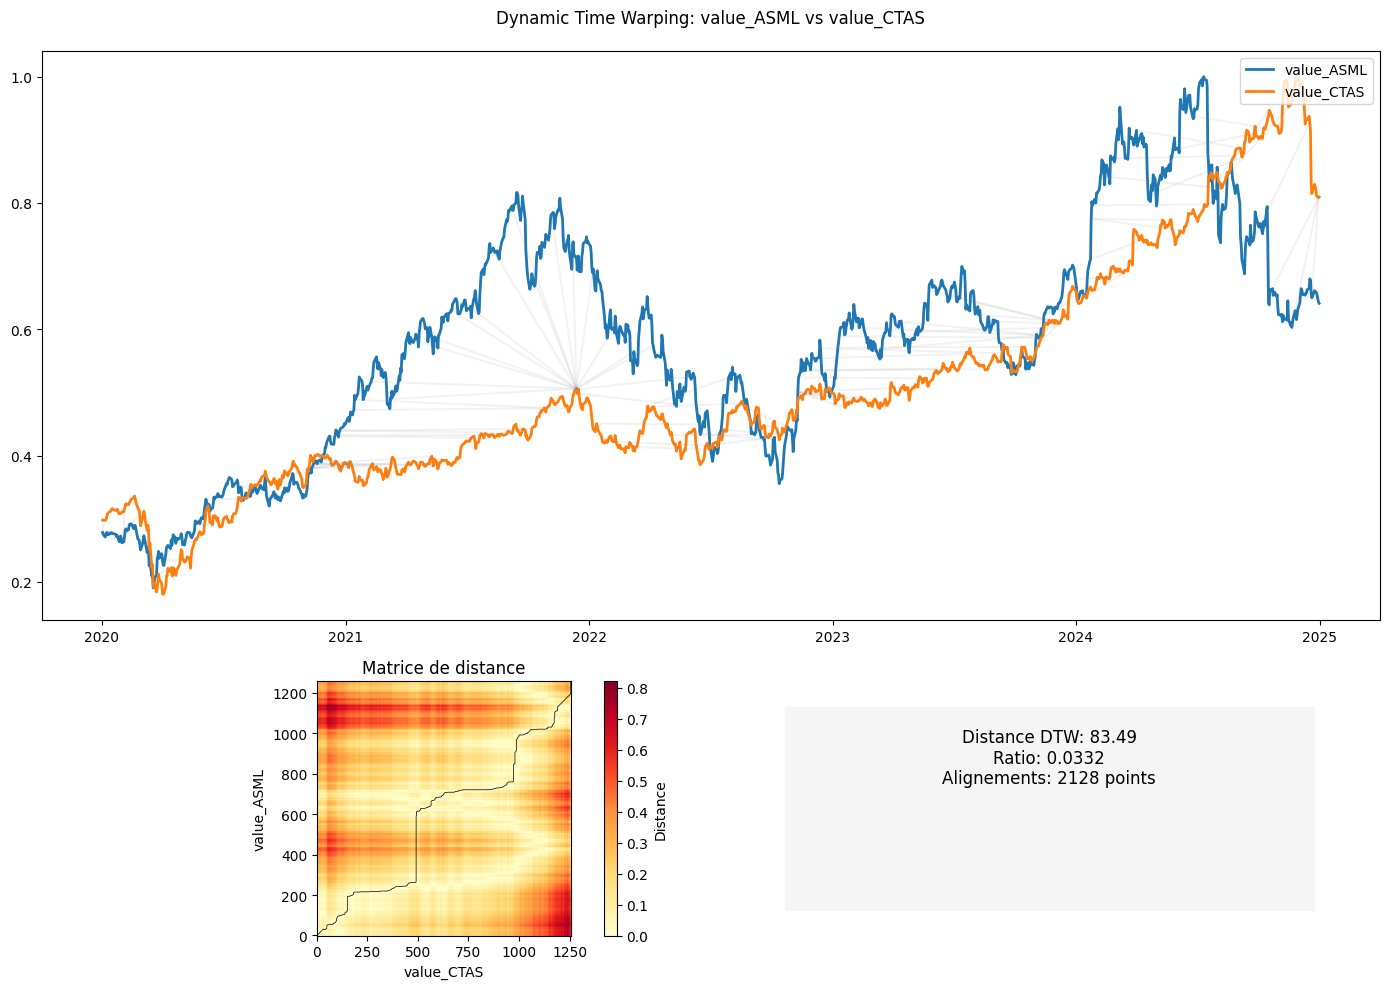 Dynamic Time Warping: value_ASML vs value_CTAS
value_ASML
value_CTAS
1.0
0.8
0.6
0.4
0.2
2020 2021 2022 2023 2024 2025
Matrice de distance
value_ASML
1200
1000
800
600
400
200
0
0 250 500 750 1000 1250
value_CTAS
0.8
0.7
0.6
0.5
0.4
0.3
0.2
0.1
0.0
Distance
Distance DTW: 83.49
Ratio: 0.0332
Alignements: 2128 points